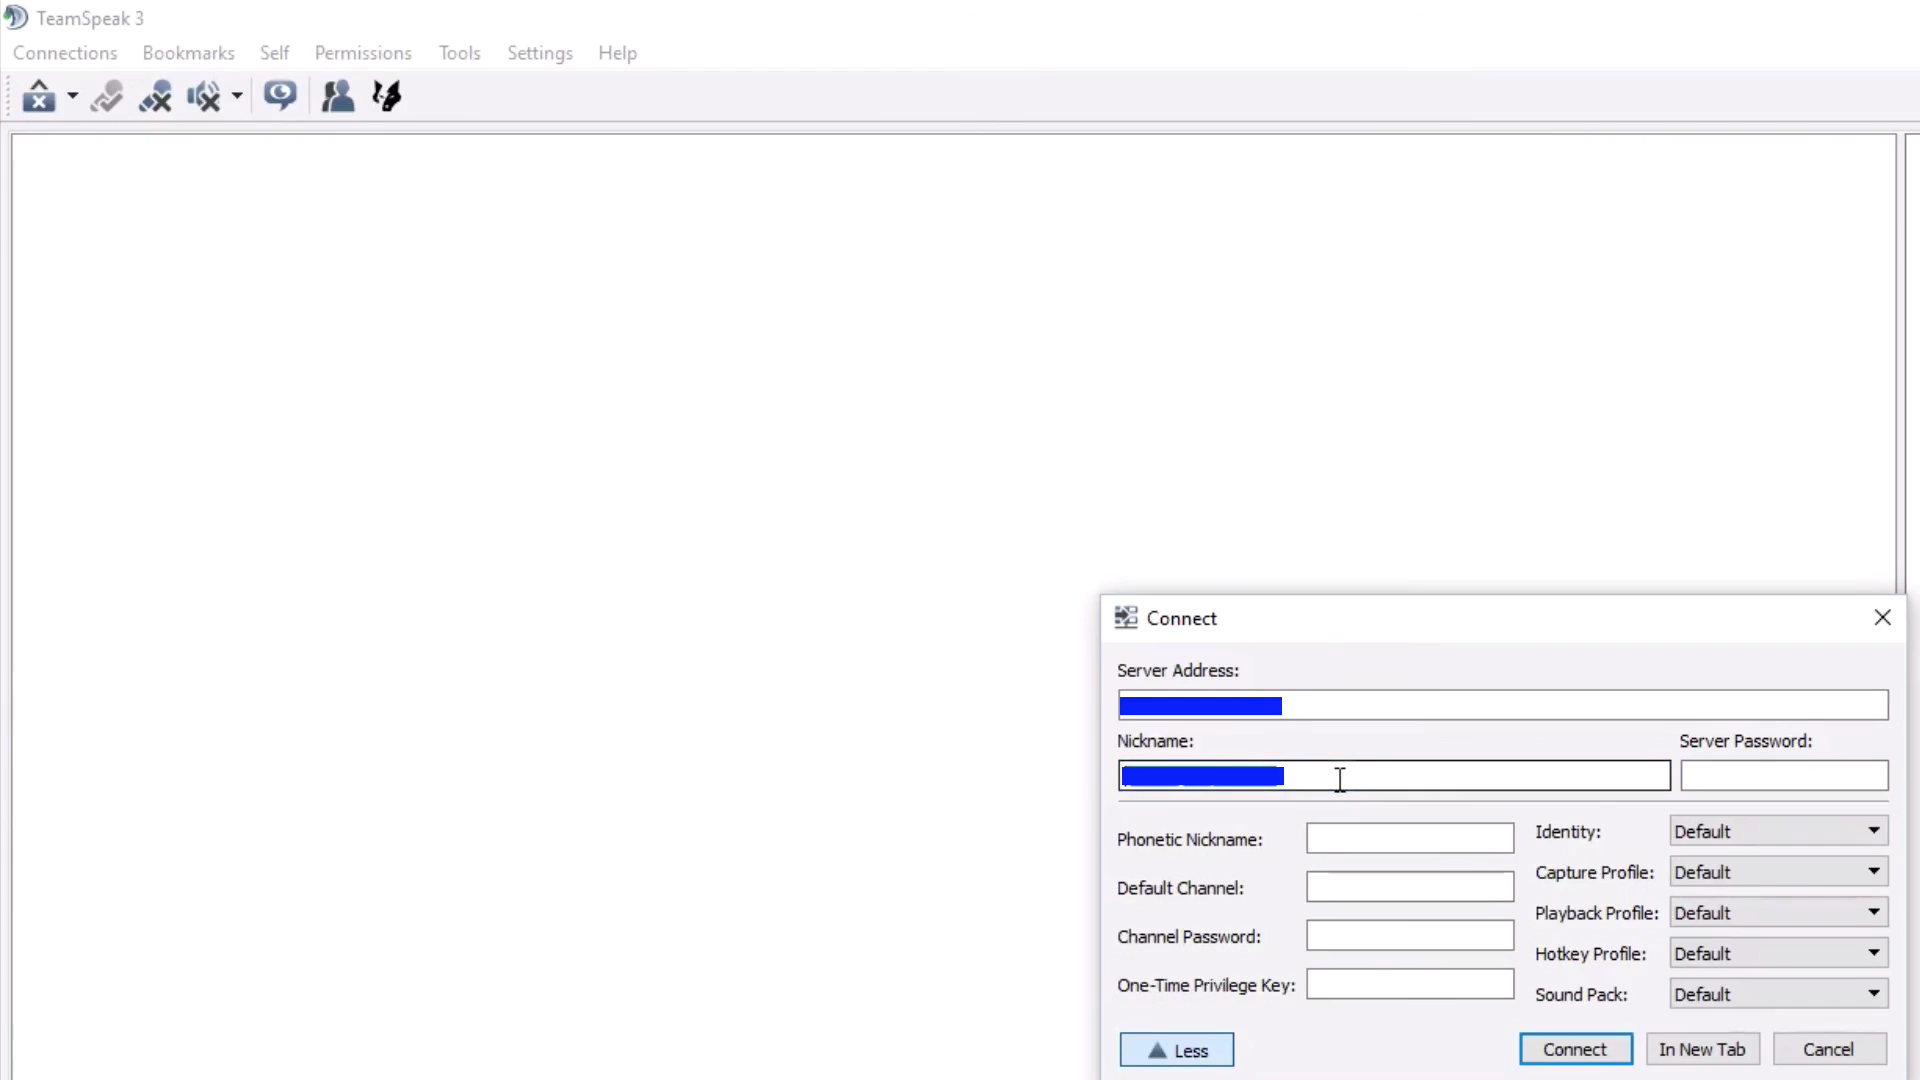 TeamSpeak 3
Connections Bookmarks Self Permissions Tools Settings Help
Connect
Server Address:
Nickname:
Server Password:
Phonetic Nickname:
Default Channel:
Channel Password:
One-Time Privilege Key:
Identity: Default
Capture Profile: Default
Playback Profile: Default
Hotkey Profile: Default
Sound Pack: Default
Less
Connect
In New Tab
Cancel